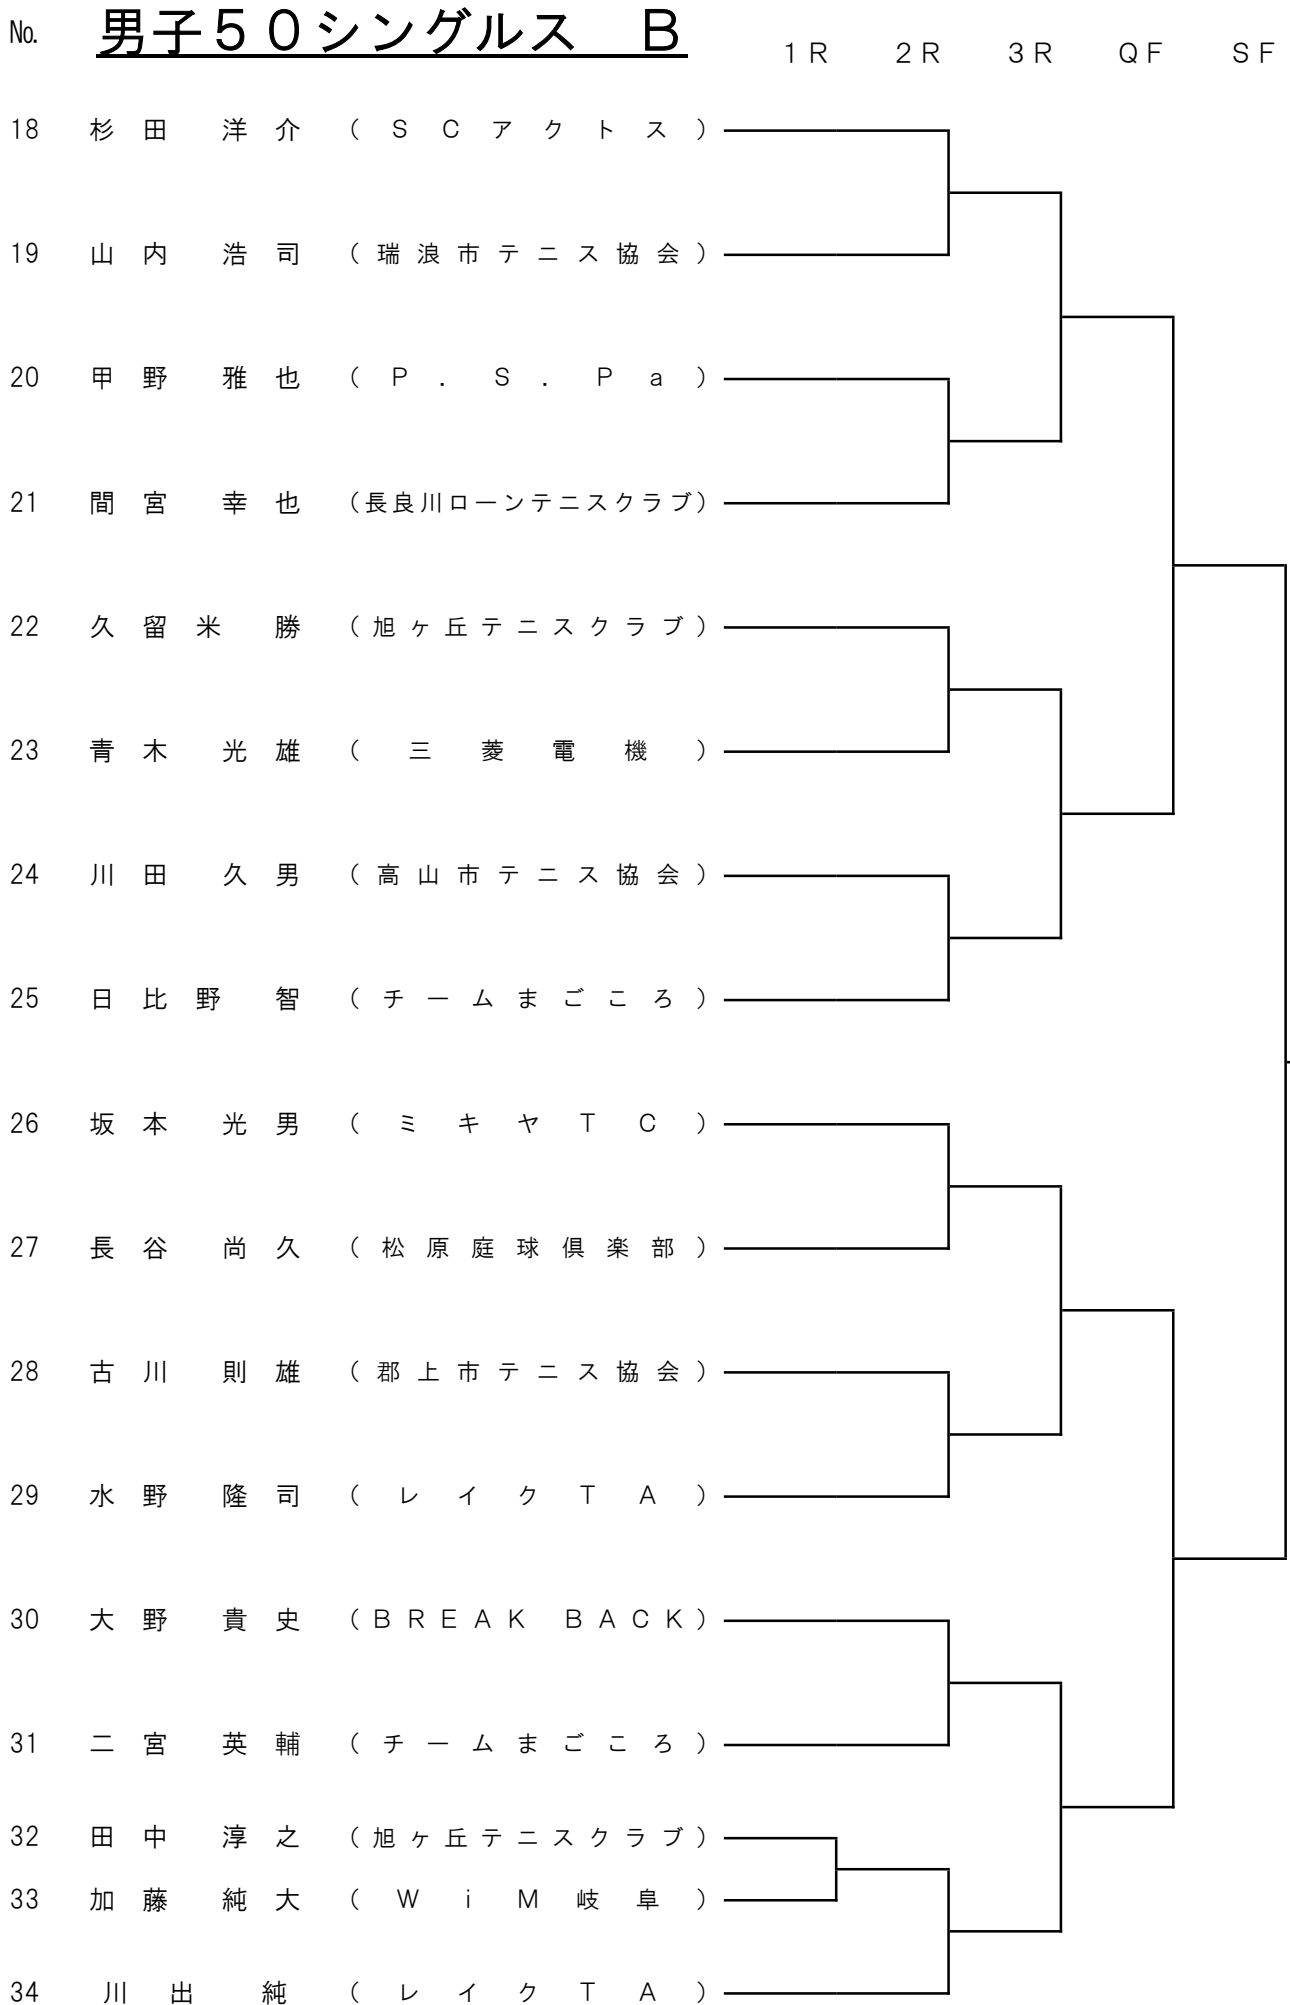 No. 男子５０シングルス　Ｂ
１Ｒ ２Ｒ ３Ｒ ＱＦ ＳＦ
18 杉田 洋介 （ＳＣアクトス）
19 山内 浩司 （瑞浪市テニス協会）
20 甲野 雅也 （Ｐ．Ｓ．Ｐａ）
21 間宮 幸也 （長良川ローンテニスクラブ）
22 久留米 勝 （旭ヶ丘テニスクラブ）
23 青木 光雄 （三菱電機）
24 川田 久男 （高山市テニス協会）
25 日比野 智 （チームまごころ）
26 坂本 光男 （ミキヤＴＣ）
27 長谷 尚久 （松原庭球倶楽部）
28 古川 則雄 （郡上市テニス協会）
29 水野 隆司 （レイクＴＡ）
30 大野 貴史 （ＢＲＥＡＫ　ＢＡＣＫ）
31 二宮 英輔 （チームまごころ）
32 田中 淳之 （旭ヶ丘テニスクラブ）
33 加藤 純大 （ＷｉＭ岐阜）
34 川出 純 （レイクＴＡ）